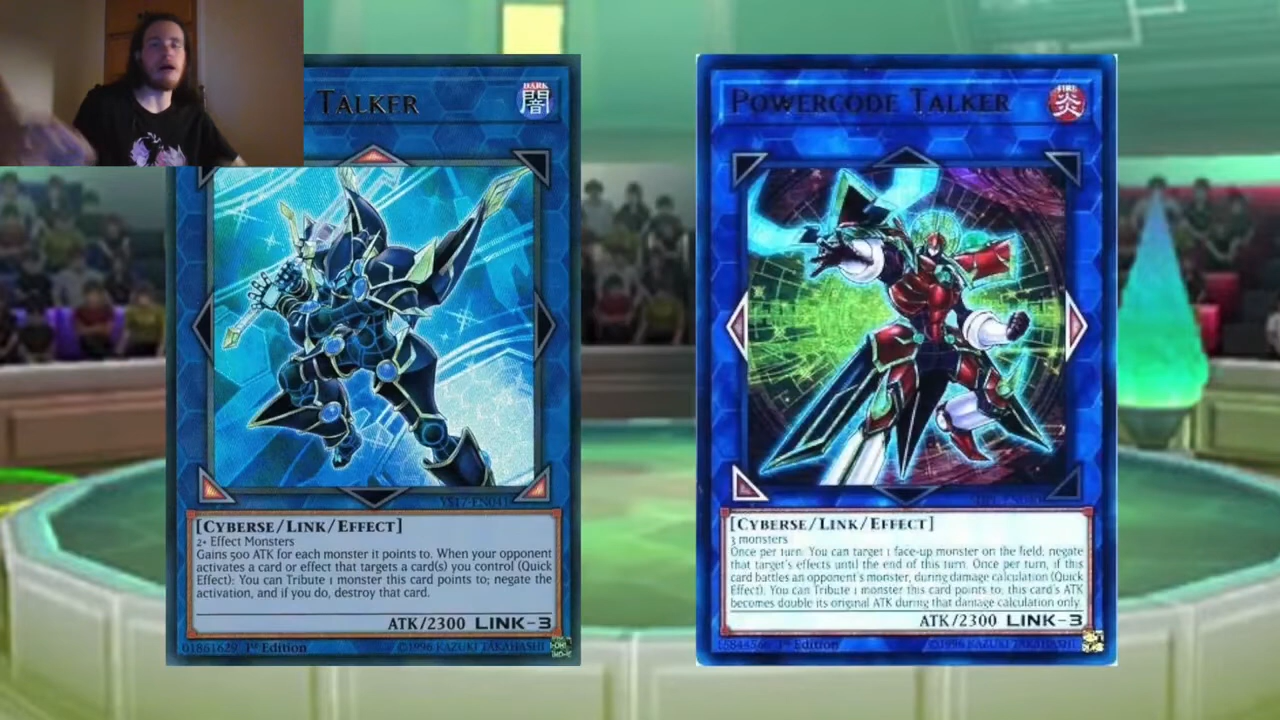 TALKER
DARK
闇
YS17-EN041
[CYBERSE/LINK/EFFECT]
2+ Effect Monsters
Gains 500 ATK for each monster it points to. When your opponent
activates a card or effect that targets a card(s) you control (Quick
Effect): You can Tribute 1 monster this card points to; negate the
activation, and if you do, destroy that card.
ATK/2300 LINK-3
01861629 1st Edition
©1996 KAZUKI TAKAHASHI
POWERCODE TALKER
FIRE
炎
[CYBERSE/LINK/EFFECT]
3 monsters
Once per turn: You can target 1 face-up monster on the field; negate
that target's effects until the end of this turn. Once per turn, if this
card battles an opponent's monster, during damage calculation (Quick
Effect): You can Tribute 1 monster this card points to; this card's ATK
becomes double its original ATK during that damage calculation only.
ATK/2300 LINK-3
15844566 1st Edition
©1996 KAZUKI TAKAHASHI